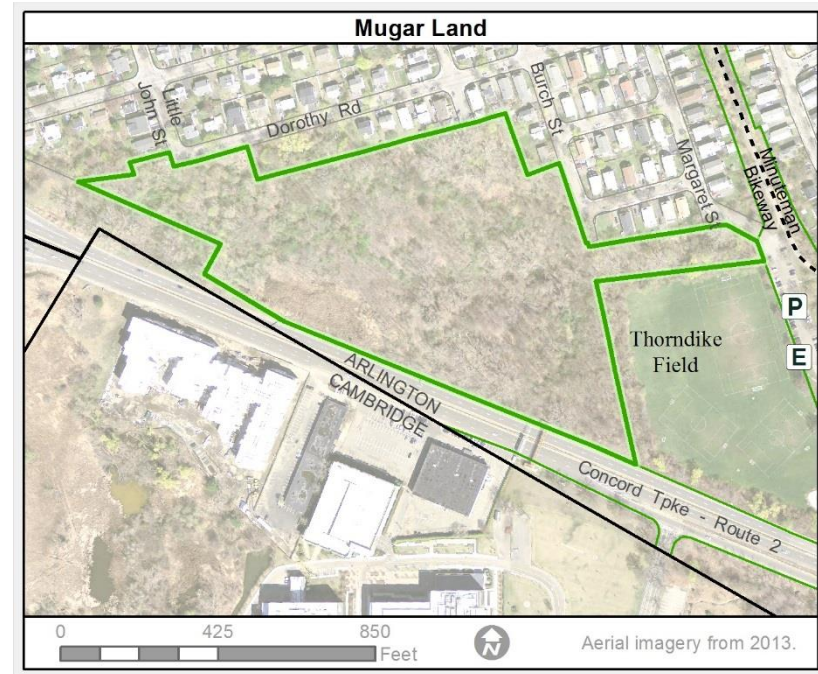 Mugar Land
Little
John St
Dorothy Rd
Burch St
Margaret St
Minuteman
Bikeway
P
E
Thorndike
Field
ARLINGTON
CAMBRIDGE
Concord Tpke - Route 2
0 425 850
Feet
N
Aerial imagery from 2013.